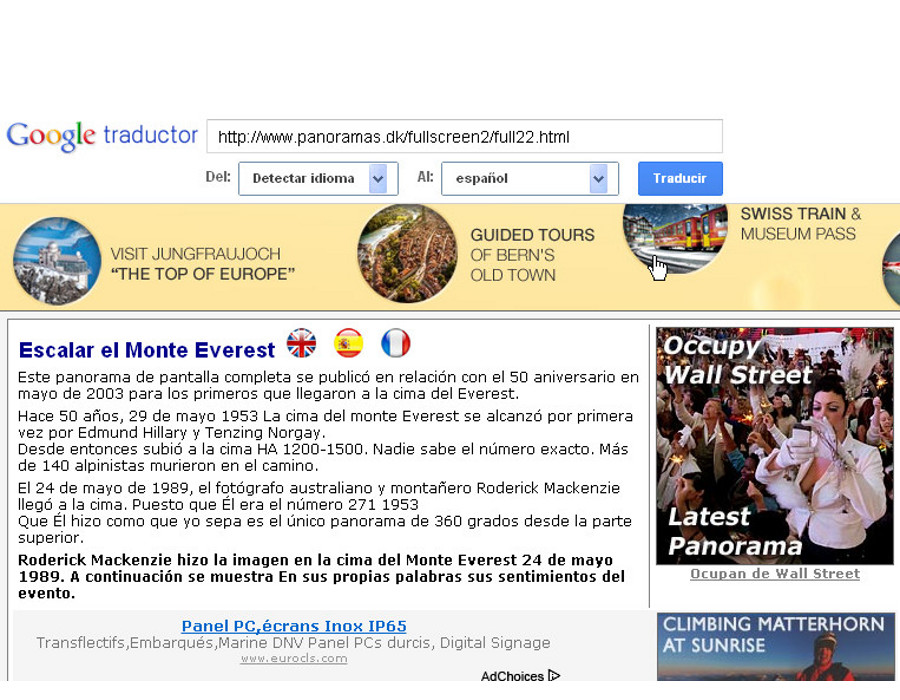 Google traductor
http://www.panoramas.dk/fullscreen2/full22.html
Del: Detectar idioma Al: español Traducir
VISIT JUNGFRAUJOCH
“THE TOP OF EUROPE”
GUIDED TOURS
OF BERN'S
OLD TOWN
SWISS TRAIN &
MUSEUM PASS
Escalar el Monte Everest
Este panorama de pantalla completa se publicó en relación con el 50 aniversario en
mayo de 2003 para los primeros que llegaron a la cima del Everest.
Hace 50 años, 29 de mayo 1953 La cima del monte Everest se alcanzó por primera
vez por Edmund Hillary y Tenzing Norgay.
Desde entonces subió a la cima HA 1200-1500. Nadie sabe el número exacto. Más
de 140 alpinistas murieron en el camino.
El 24 de mayo de 1989, el fotógrafo australiano y montañero Roderick Mackenzie
llegó a la cima. Puesto que Él era el número 271 1953
Que Él hizo como que yo sepa es el único panorama de 360 grados desde la parte
superior.
Roderick Mackenzie hizo la imagen en la cima del Monte Everest 24 de mayo
1989. A continuación se muestra En sus propias palabras sus sentimientos del
evento.
Panel PC,écrans Inox IP65
Transflectifs,Embarqués,Marine DNV Panel PCs durcis, Digital Signage
www.eurocls.com
AdChoices
Occupy
Wall Street
Latest
Panorama
Ocupan de Wall Street
CLIMBING MATTERHORN
AT SUNRISE